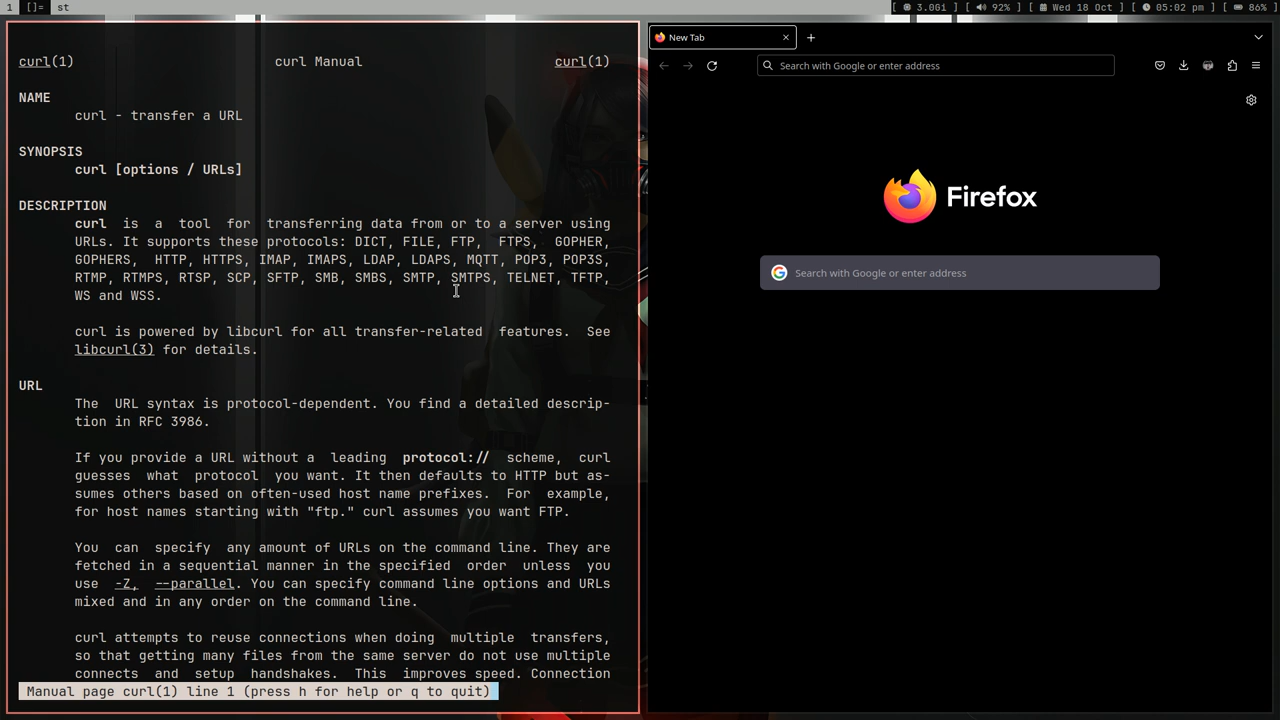 1 []= st [ 3.0Gi ] [ 92% ] [ Wed 18 Oct ] [ 05:02 pm ] [ 86% ]
curl(1) curl Manual curl(1)
NAME
curl - transfer a URL
SYNOPSIS
curl [options / URLs]
DESCRIPTION
curl is a tool for transferring data from or to a server using
URLs. It supports these protocols: DICT, FILE, FTP, FTPS, GOPHER,
GOPHERS, HTTP, HTTPS, IMAP, IMAPS, LDAP, LDAPS, MQTT, POP3, POP3S,
RTMP, RTMPS, RTSP, SCP, SFTP, SMB, SMBS, SMTP, SMTPS, TELNET, TFTP,
WS and WSS.
curl is powered by libcurl for all transfer-related features. See
libcurl(3) for details.
URL
The URL syntax is protocol-dependent. You find a detailed descrip-
tion in RFC 3986.
If you provide a URL without a leading protocol:// scheme, curl
guesses what protocol you want. It then defaults to HTTP but as-
sumes others based on often-used host name prefixes. For example,
for host names starting with "ftp." curl assumes you want FTP.
You can specify any amount of URLs on the command line. They are
fetched in a sequential manner in the specified order unless you
use -Z, --parallel. You can specify command line options and URLs
mixed and in any order on the command line.
curl attempts to reuse connections when doing multiple transfers,
so that getting many files from the same server do not use multiple
connects and setup handshakes. This improves speed. Connection
Manual page curl(1) line 1 (press h for help or q to quit)
New Tab
Search with Google or enter address
Firefox
Search with Google or enter address